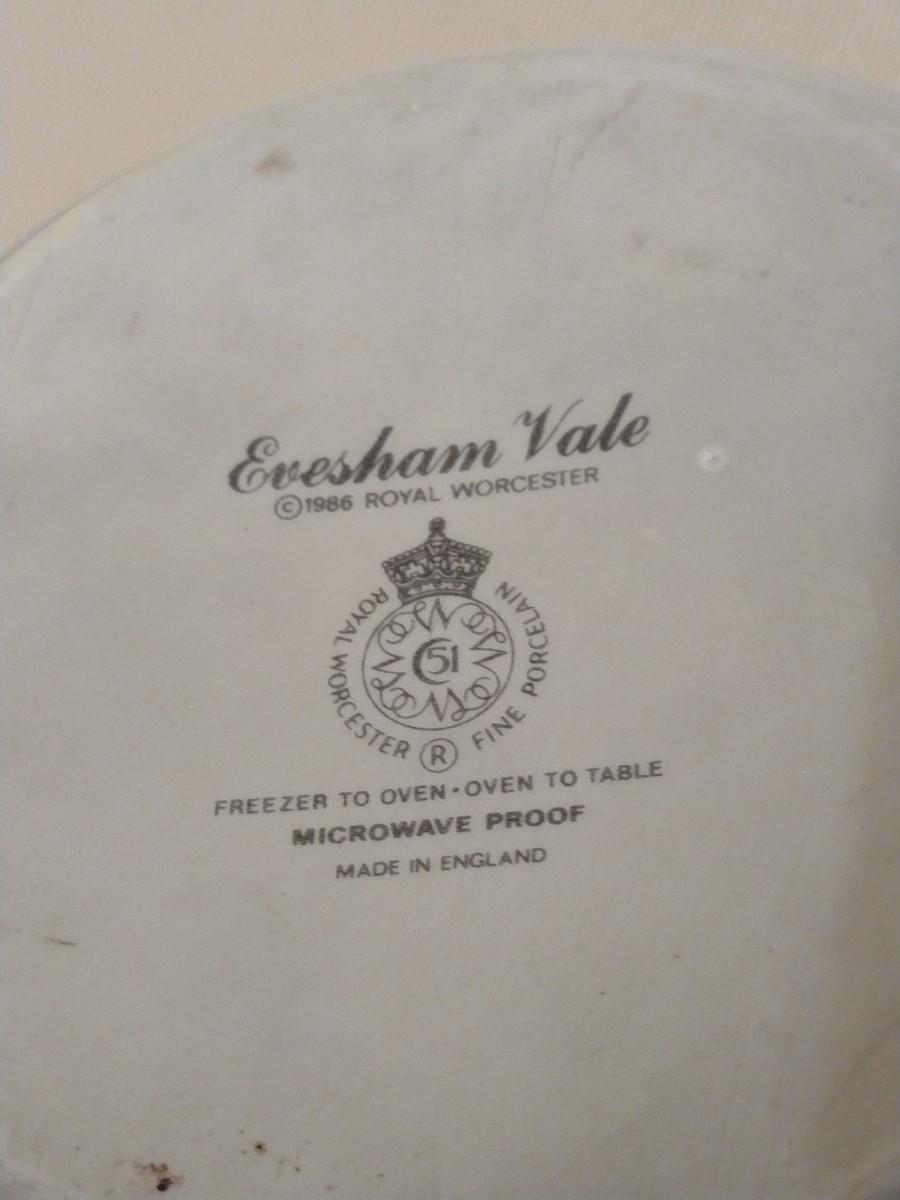 Evesham Vale
©1986 ROYAL WORCESTER
ROYAL WORCESTER ® FINE PORCELAIN
51
FREEZER TO OVEN • OVEN TO TABLE
MICROWAVE PROOF
MADE IN ENGLAND